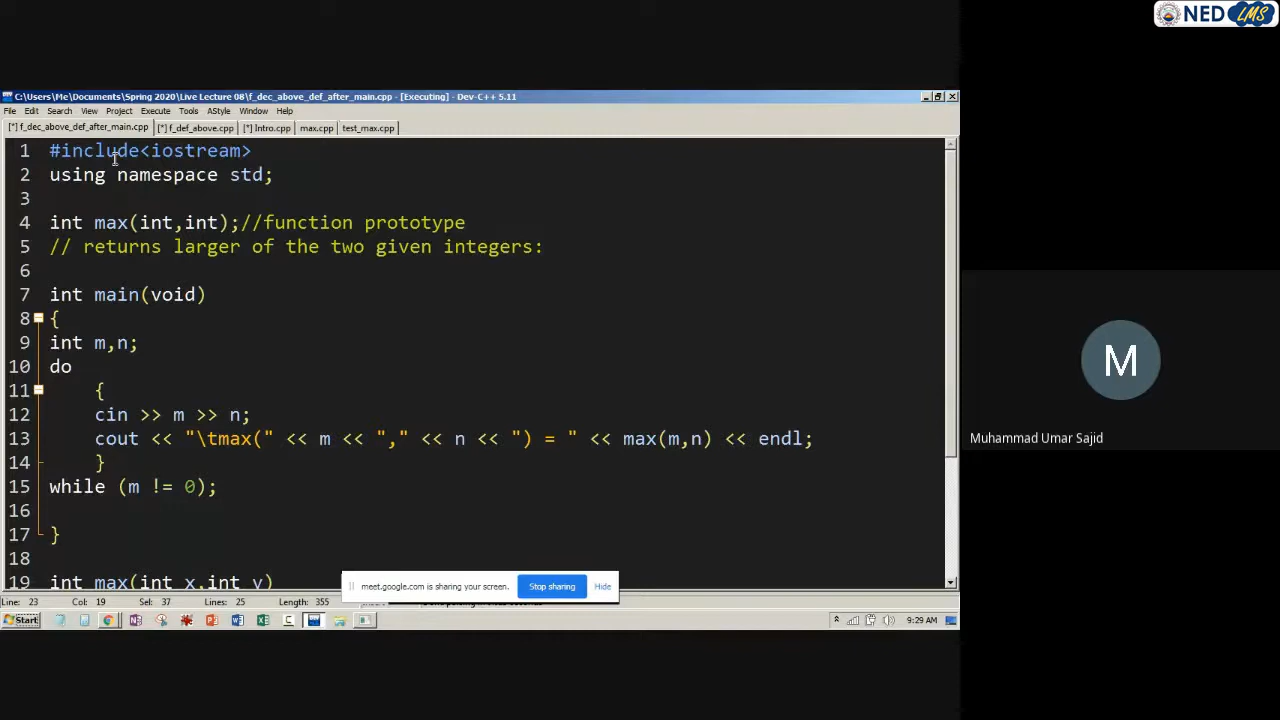 NED LMS
C:\Users\Me\Documents\Spring 2020\Live Lecture 08\f_dec_above_def_after_main.cpp - [Executing] - Dev-C++ 5.11
File Edit Search View Project Execute Tools AStyle Window Help
[*] f_dec_above_def_after_main.cpp [*] f_def_above.cpp [*] Intro.cpp max.cpp test_max.cpp
1 #include<iostream>
2 using namespace std;
3
4 int max(int,int);//function prototype
5 // returns larger of the two given integers:
6
7 int main(void)
8 {
9 int m,n;
10 do
11 {
12 cin >> m >> n;
13 cout << "\tmax(" << m << "," << n << ") = " << max(m,n) << endl;
14 }
15 while (m != 0);
16
17 }
18
19 int max(int x,int y)
meet.google.com is sharing your screen. Stop sharing Hide
Line: 23 Col: 19 Sel: 37 Lines: 25 Length: 355
Start 9:29 AM
M
Muhammad Umar Sajid